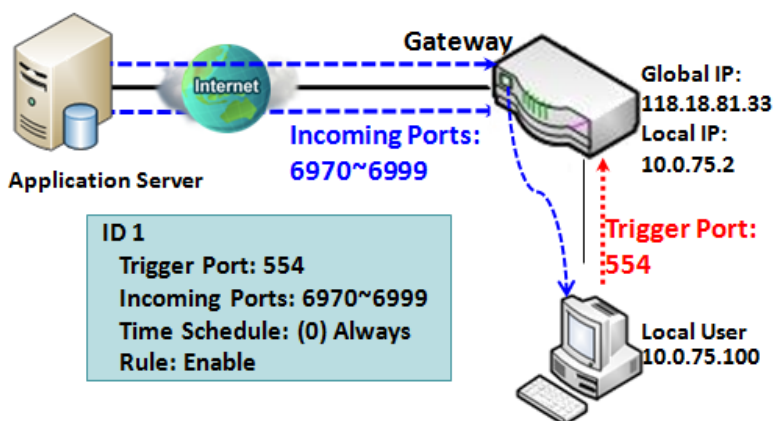 Gateway
Internet
Global IP:
118.18.81.33
Local IP:
10.0.75.2
Incoming Ports:
6970~6999
Application Server
ID 1
Trigger Port: 554
Incoming Ports: 6970~6999
Time Schedule: (0) Always
Rule: Enable
Trigger Port:
554
Local User
10.0.75.100